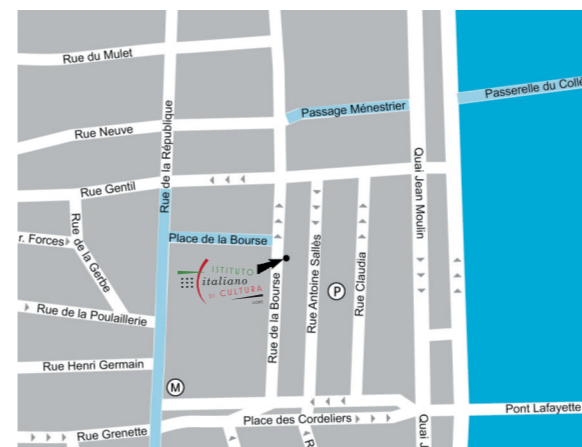 Rue du Mulet
Passerelle du Collé
Passage Ménestrier
Rue Neuve
Rue de la République
Quai Jean Moulin
Rue Gentil
Rue de la Gerbe
r. Forces
Place de la Bourse
ISTITUTO
italiano
DI CULTURA
Rue de la Bourse
Rue Antoine Sallès
P
Rue Claudia
Rue de la Poulaillerie
Rue Henri Germain
M
Pont Lafayette
Place des Cordeliers
Rue Grenette
Quai J
R